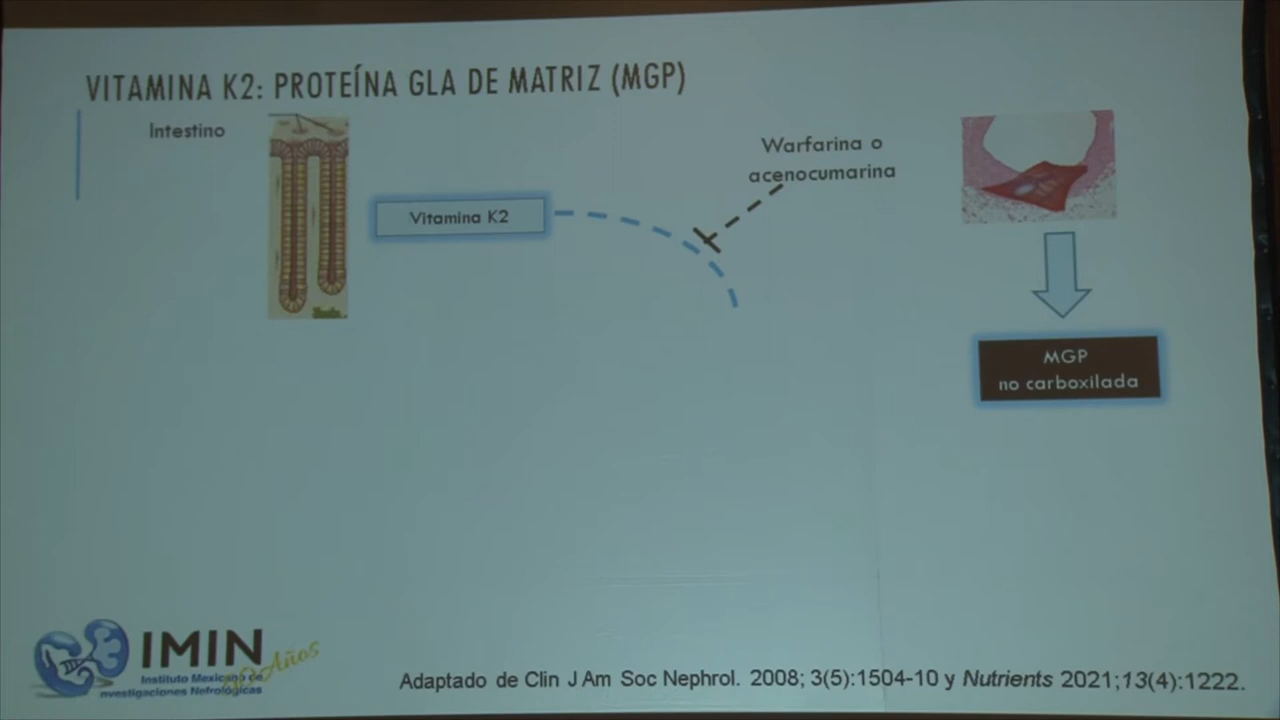 VITAMINA K2: PROTEÍNA GLA DE MATRIZ (MGP)
Intestino
Vitamina K2
Warfarina o
acenocumarina
MGP
no carboxilada
IMIN
Años
Instituto Mexicano de
Investigaciones Nefrológicas
Adaptado de Clin J Am Soc Nephrol. 2008; 3(5):1504-10 y Nutrients 2021;13(4):1222.